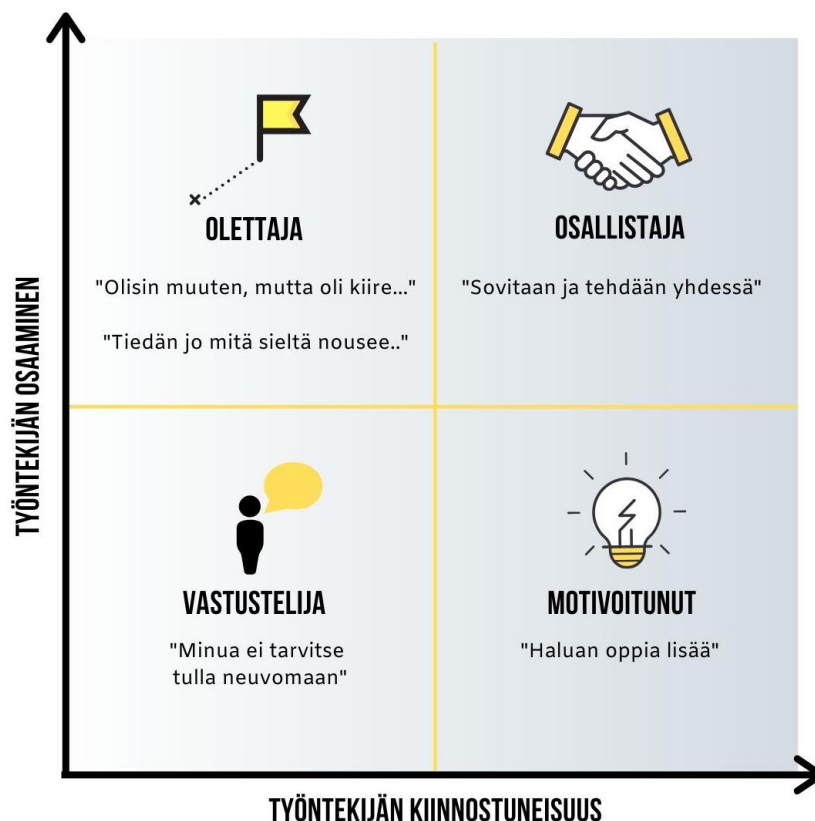 TYÖNTEKIJÄN OSAAMINEN
OLETTAJA
"Olisin muuten, mutta oli kiire..."
"Tiedän jo mitä sieltä nousee.."
OSALLISTAJA
"Sovitaan ja tehdään yhdessä"
VASTUSTELIJA
"Minua ei tarvitse
tulla neuvomaan"
MOTIVOITUNUT
"Haluan oppia lisää"
TYÖNTEKIJÄN KIINNOSTUNEISUUS